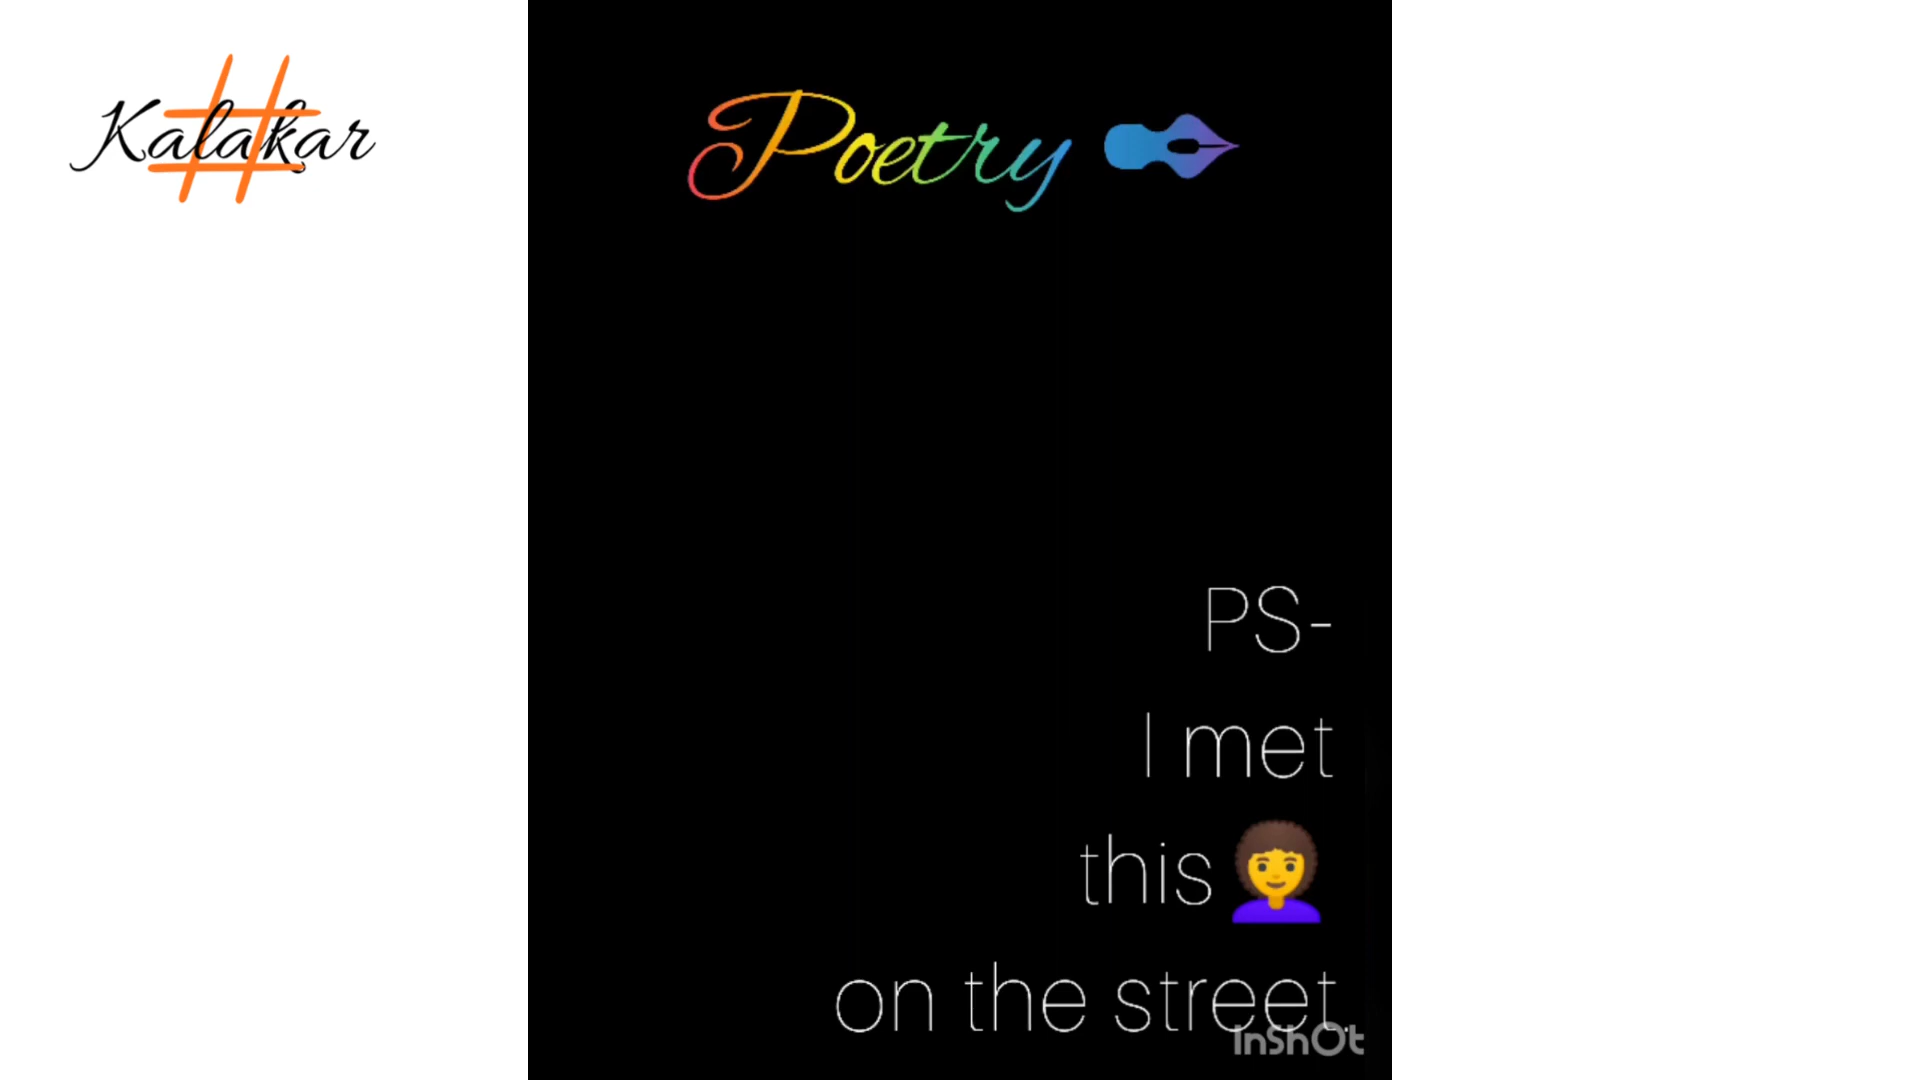 Kalakar
Poetry
PS-
I met
this
on the street.
InShOt